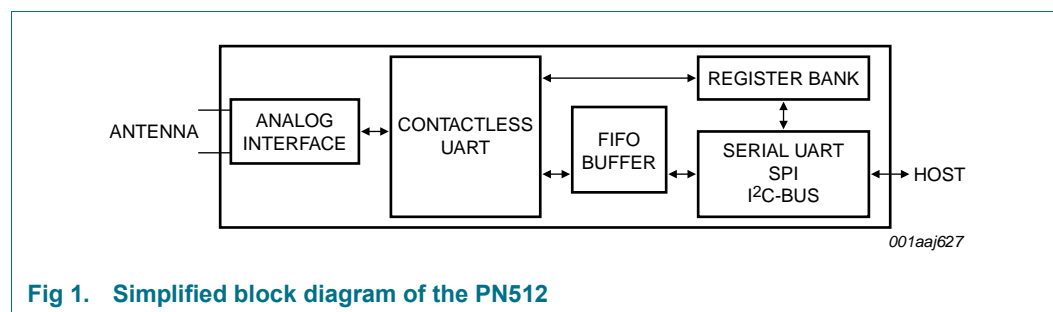 ANTENNA
ANALOG
INTERFACE
CONTACTLESS
UART
FIFO
BUFFER
REGISTER BANK
SERIAL UART
SPI
I²C-BUS
HOST
001aaj627
Fig 1. Simplified block diagram of the PN512